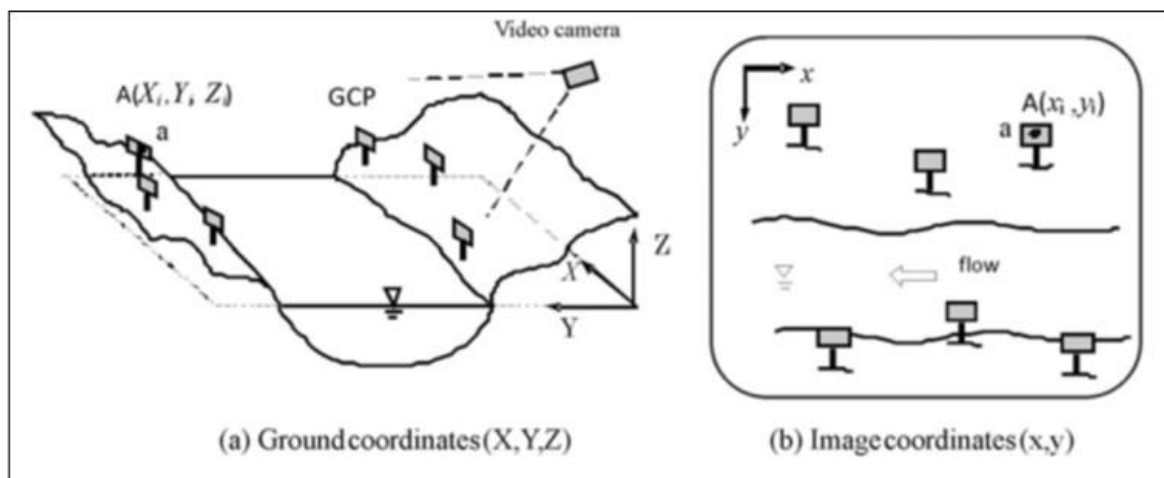 Video camera
A(Xi, Yi, Zi)
GCP
a
Z
X
Y
x
y
A(xi ,yi)
a
flow
(a) Ground coordinates (X,Y,Z)
(b) Image coordinates (x,y)